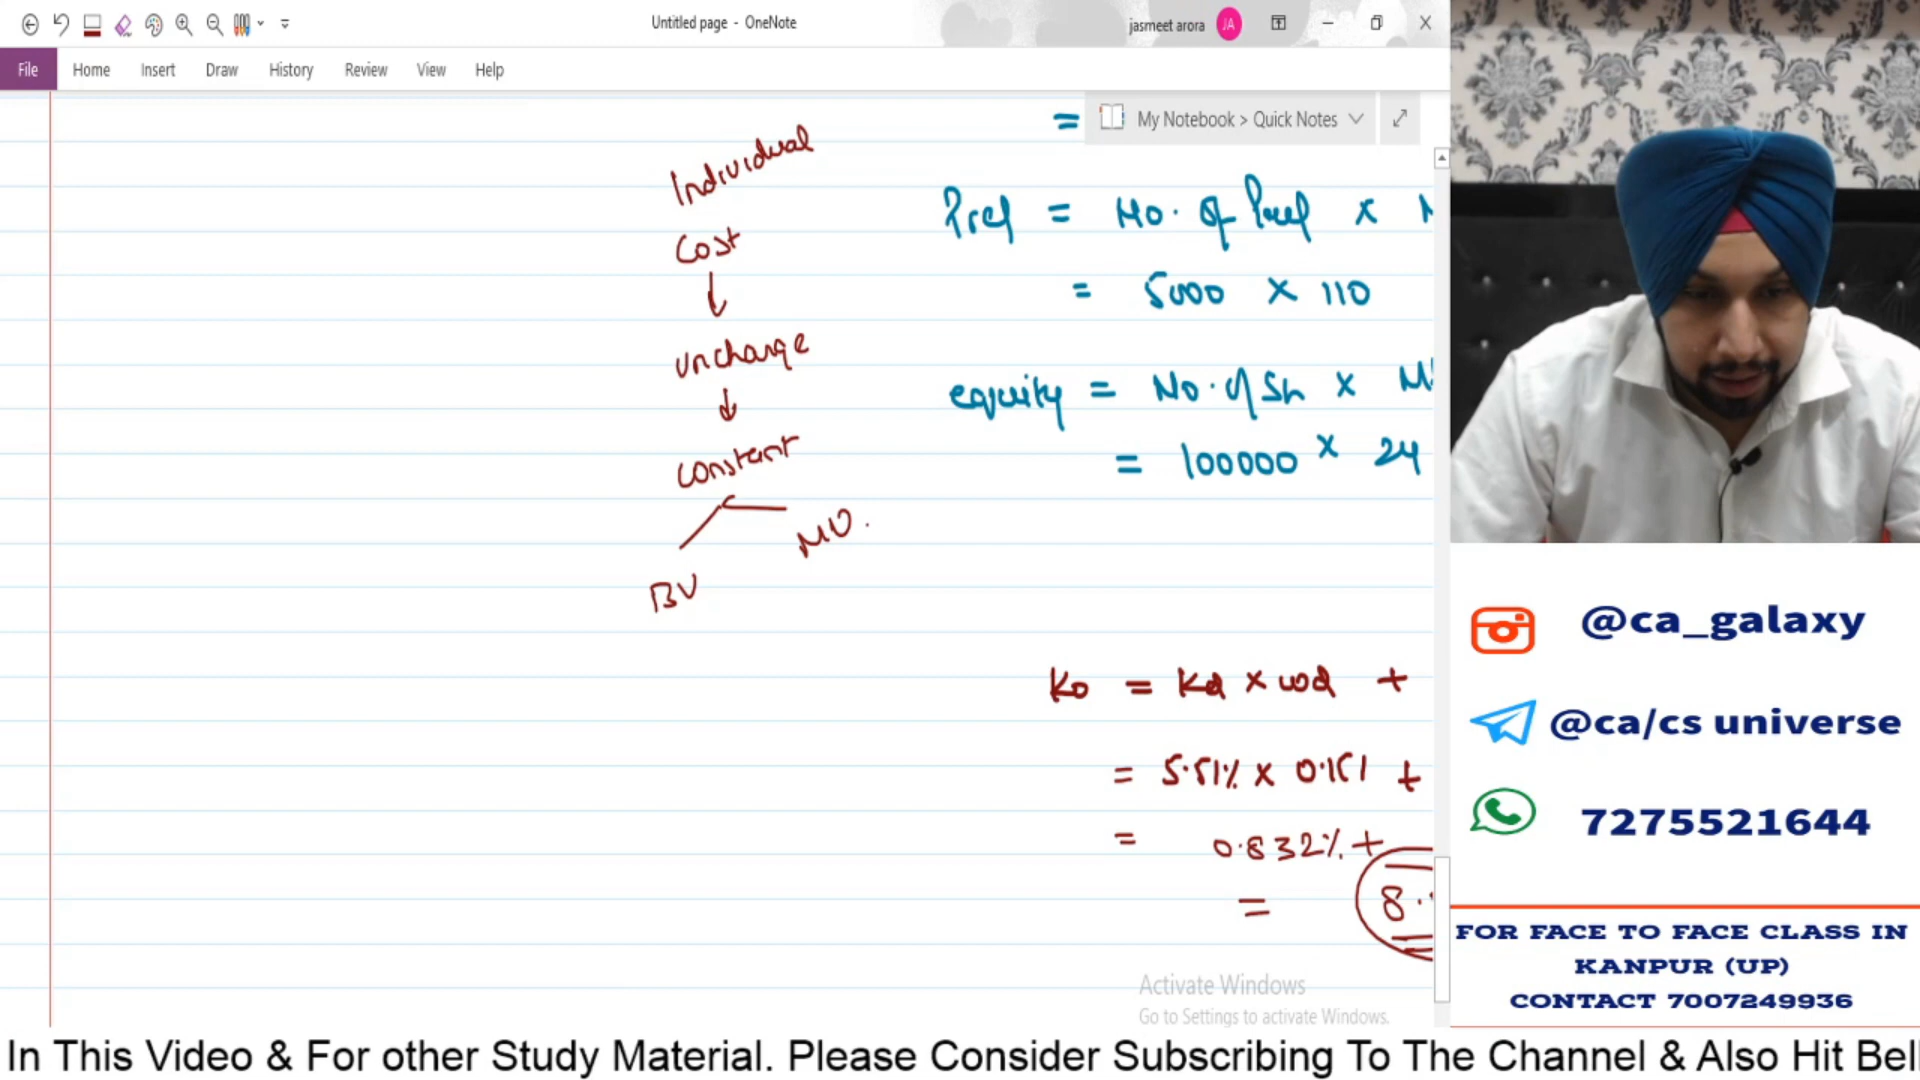 Untitled page - OneNote
jasmeet arora
JA
File Home Insert Draw History Review View Help
My Notebook > Quick Notes
=
Individual
Cost
↓
unchange
↓
constant
BV
MV.
Pref = No. of Pref x
= 5000 x 110
equity = No. of Sh x
= 100000 x 24
Ko = Kd x wd +
= 5.51% x 0.151 +
= 0.832% +
= 8.
Activate Windows
Go to Settings to activate Windows.
@ca_galaxy
@ca/cs universe
7275521644
FOR FACE TO FACE CLASS IN
KANPUR (UP)
CONTACT 7007249936
In This Video & For other Study Material. Please Consider Subscribing To The Channel & Also Hit Bell